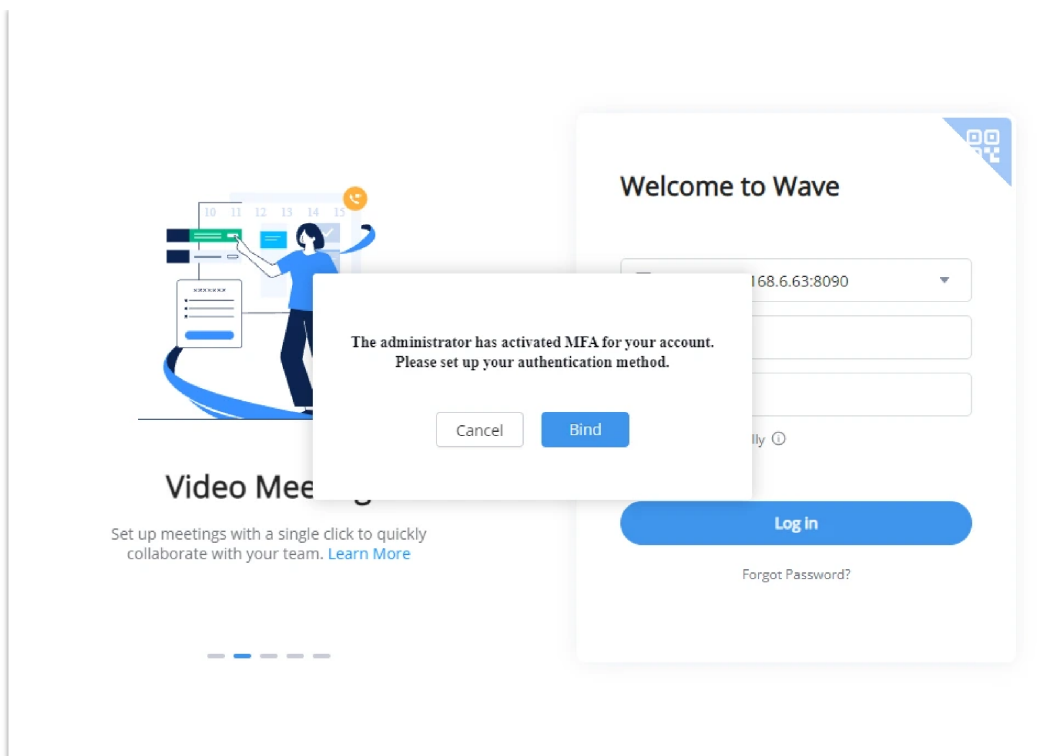 10 11 12 13 14 15
xxxxxxx
Video Mee
Set up meetings with a single click to quickly
collaborate with your team. Learn More
Welcome to Wave
168.6.63:8090
The administrator has activated MFA for your account.
Please set up your authentication method.
Cancel Bind
lly
Log in
Forgot Password?